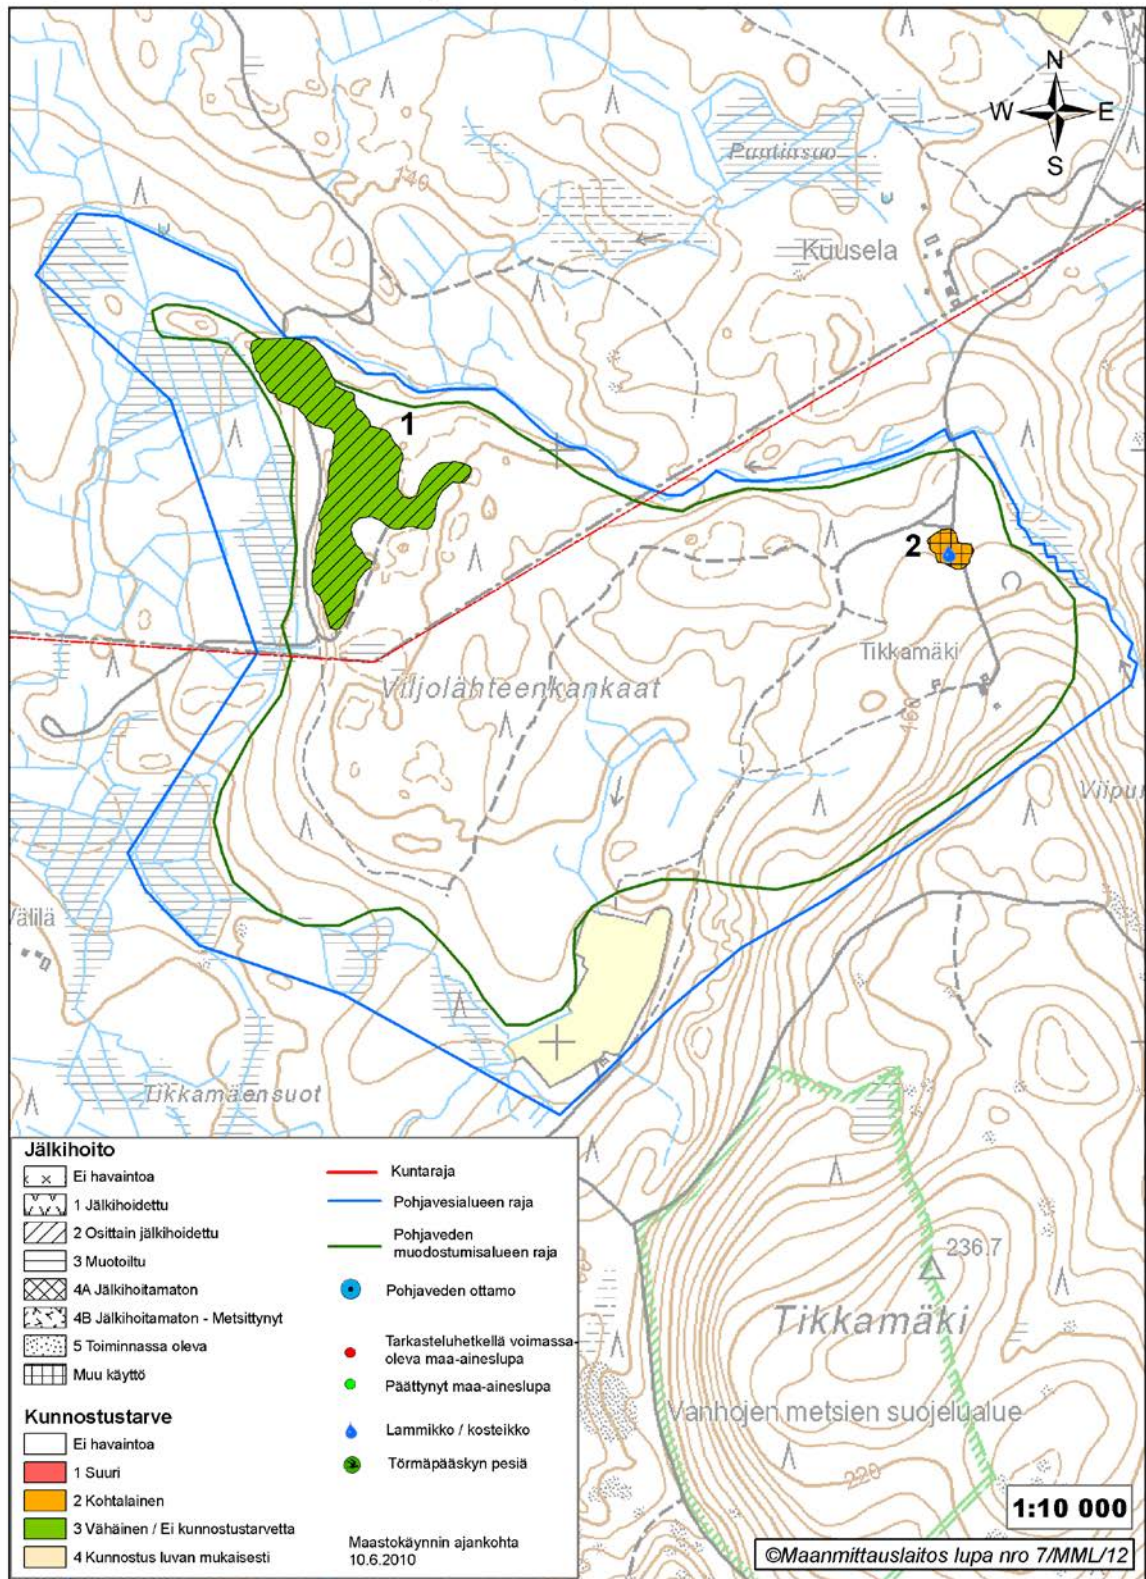 N
W E
S
140
Puntinsuo
Kuusela
1
2
Tikkamäki
Viljolähteenkankaat
160
Viipu
Välilä
Tikkamäensuot
236.7
Tikkamäki
Vanhojen metsien suojelualue
220
Jälkihoito
Ei havaintoa
1 Jälkihoidettu
2 Osittain jälkihoidettu
3 Muotoiltu
4A Jälkihoitamaton
4B Jälkihoitamaton - Metsittynyt
5 Toiminnassa oleva
Muu käyttö
Kunnostustarve
Ei havaintoa
1 Suuri
2 Kohtalainen
3 Vähäinen / Ei kunnostustarvetta
4 Kunnostus luvan mukaisesti
Kuntaraja
Pohjavesialueen raja
Pohjaveden
muodostumisalueen raja
Pohjaveden ottamo
Tarkasteluhetkellä voimassa-
oleva maa-aineslupa
Päättynyt maa-aineslupa
Lammikko / kosteikko
Törmäpääskyn pesiä
Maastokäynnin ajankohta
10.6.2010
1:10 000
©Maanmittauslaitos lupa nro 7/MML/12